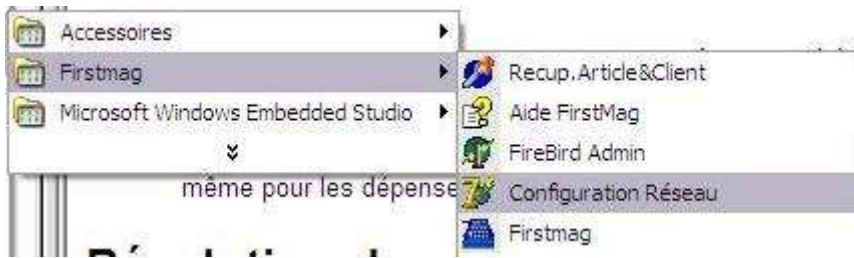 Accessoires
Firstmag
Microsoft Windows Embedded Studio
Recup.Article&Client
Aide FirstMag
FireBird Admin
Configuration Réseau
Firstmag
même pour les dépense